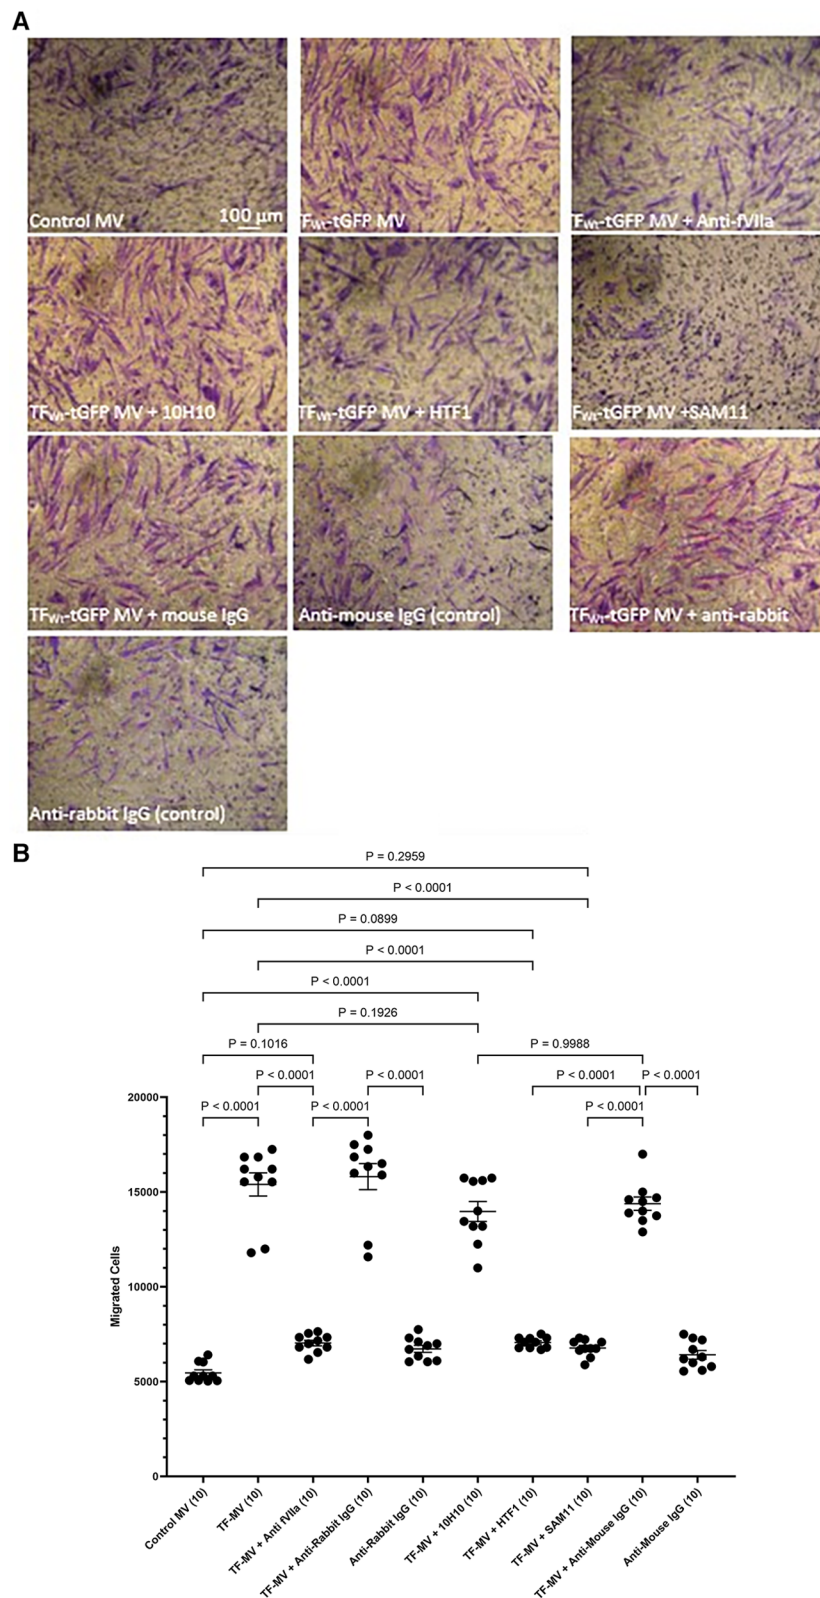 A
Control MV
100 µm
TFWt-tGFP MV
TFWt-tGFP MV + Anti-fVIIa
TFWt-tGFP MV + 10H10
TFWt-tGFP MV + HTF1
FWt-tGFP MV +SAM11
TFWt-tGFP MV + mouse IgG
Anti-mouse IgG (control)
TFWt-tGFP MV + anti-rabbit
Anti-rabbit IgG (control)
B
P = 0.2959
P < 0.0001
P = 0.0899
P < 0.0001
P < 0.0001
P = 0.1926
P = 0.1016
P = 0.9988
P < 0.0001
P < 0.0001
P < 0.0001
P < 0.0001
P < 0.0001
P < 0.0001
P < 0.0001
20000
15000
10000
5000
0
Migrated Cells
Control MV (10)
TF-MV (10)
TF-MV + Anti fVIIa (10)
TF-MV + Anti-Rabbit IgG (10)
Anti-Rabbit IgG (10)
TF-MV + 10H10 (10)
TF-MV + HTF1 (10)
TF-MV + SAM11 (10)
TF-MV + Anti-Mouse IgG (10)
Anti-Mouse IgG (10)